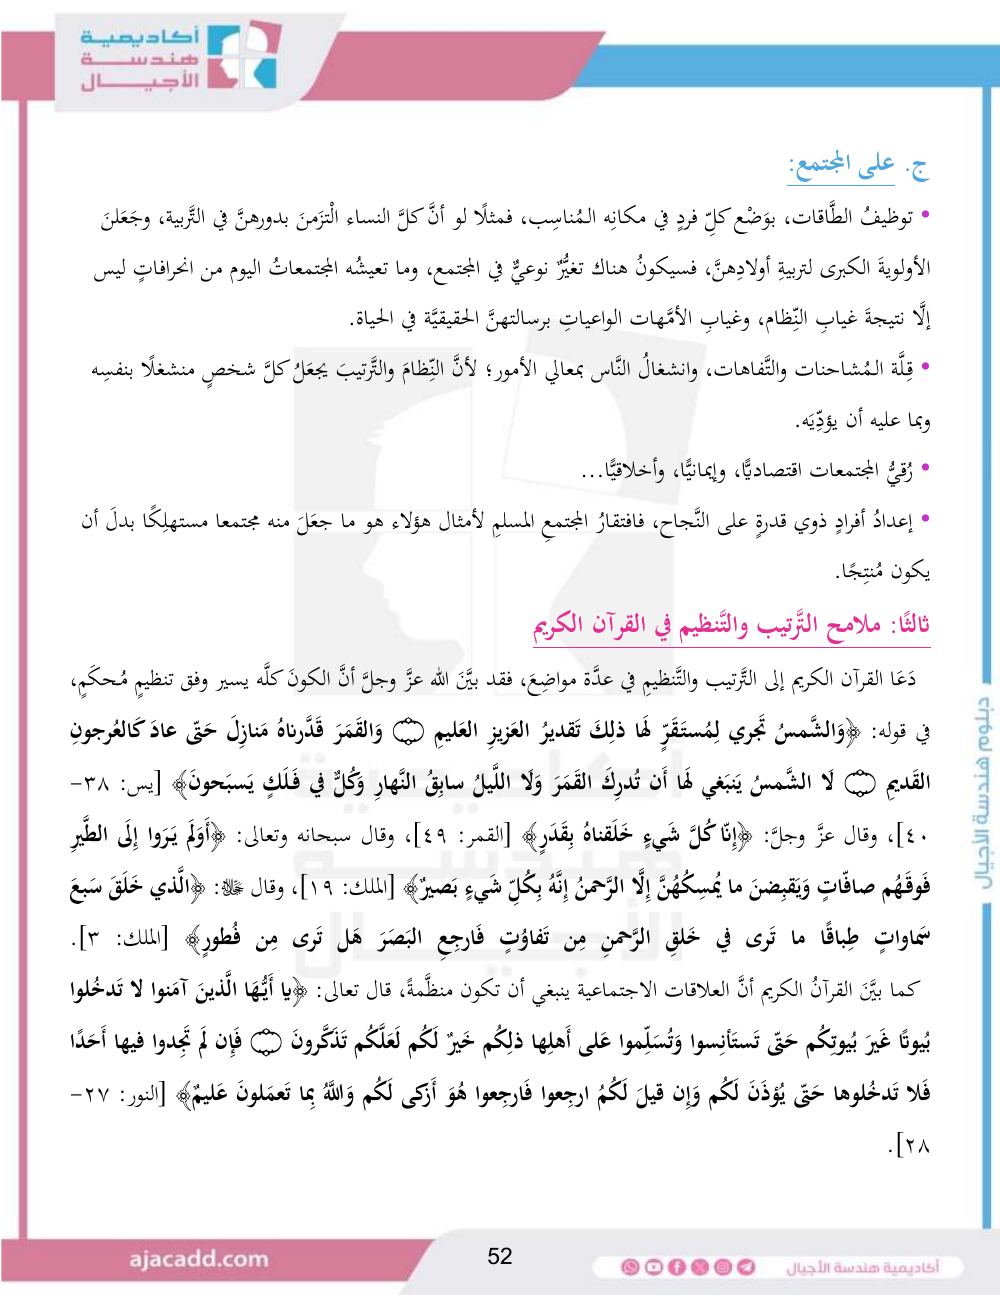 أكاديمية
هندسة
الأجيال
ج. على المجتمع:
• توظيفُ الطَّاقات، بوَضْع كلِّ فردٍ في مكانِه المُناسِب، فمثلًا لو أنَّ كلَّ النساء الْتزَمنَ بدورهنَّ في التَّربية، وجَعَلنَ
الأولويةَ الكبرى لتربيةِ أولادِهنَّ، فسيكونُ هناك تغيُّرٌ نوعيٌّ في المجتمع، وما تعيشُه المجتمعاتُ اليوم من انحرافاتٍ ليس
إلَّا نتيجةَ غيابِ النِّظام، وغيابِ الأمَّهات الواعياتِ برسالتهنَّ الحقيقيَّة في الحياة.
• قِلَّة المُشاحنات والتَّفاهات، وانشغالُ النَّاس بمعالي الأمور؛ لأنَّ النِّظامَ والتَّرتيبَ يجعَلُ كلَّ شخصٍ منشغلًا بنفسِه
وبما عليه أن يؤدِّيَه.
• رُقيُّ المجتمعات اقتصاديًّا، وإيمانيًّا، وأخلاقيًّا...
• إعدادُ أفرادٍ ذوي قدرةٍ على النَّجاح، فافتقارُ المجتمعِ المسلمِ لأمثال هؤلاء هو ما جعَلَ منه مجتمعا مستهلِكًا بدلَ أن
يكون مُنتِجًا.
ثالثًا: ملامح التَّرتيب والتَّنظيم في القرآن الكريم
دَعَا القرآن الكريم إلى التَّرتيب والتَّنظيمِ في عدَّة مواضِعَ، فقد بيَّنَ الله عزَّ وجلَّ أنَّ الكونَ كلَّه يسير وفق تنظيمٍ مُحكَمٍ،
في قوله: ﴿وَالشَّمسُ تَجري لِمُستَقَرٍّ لَها ذلِكَ تَقديرُ العَزيزِ العَليمِ ۝ وَالقَمَرَ قَدَّرناهُ مَنازِلَ حَتّى عادَ كَالعُرجونِ
القَديمِ ۝ لَا الشَّمسُ يَنبَغي لَها أَن تُدرِكَ القَمَرَ وَلَا اللَّيلُ سابِقُ النَّهارِ وَكُلٌّ في فَلَكٍ يَسبَحونَ﴾ [يس: ٣٨-
٤٠]، وقال عزَّ وجلَّ: ﴿إِنّا كُلَّ شَيءٍ خَلَقناهُ بِقَدَرٍ﴾ [القمر: ٤٩]، وقال سبحانه وتعالى: ﴿أَوَلَم يَرَوا إِلَى الطَّيرِ
فَوقَهُم صافّاتٍ وَيَقبِضنَ ما يُمسِكُهُنَّ إِلَّا الرَّحمنُ إِنَّهُ بِكُلِّ شَيءٍ بَصيرٌ﴾ [الملك: ١٩]، وقال ﷻ: ﴿الَّذي خَلَقَ سَبعَ
سَماواتٍ طِباقًا ما تَرى في خَلقِ الرَّحمنِ مِن تَفاوُتٍ فَارجِعِ البَصَرَ هَل تَرى مِن فُطورٍ﴾ [الملك: ٣].
كما بيَّنَ القرآنُ الكريم أنَّ العلاقات الاجتماعية ينبغي أن تكون منظَّمةً، قال تعالى: ﴿يا أَيُّهَا الَّذينَ آمَنوا لا تَدخُلوا
بُيوتًا غَيرَ بُيوتِكُم حَتّى تَستَأنِسوا وَتُسَلِّموا عَلى أَهلِها ذلِكُم خَيرٌ لَكُم لَعَلَّكُم تَذَكَّرونَ ۝ فَإِن لَم تَجِدوا فيها أَحَدًا
فَلا تَدخُلوها حَتّى يُؤذَنَ لَكُم وَإِن قيلَ لَكُمُ ارجِعوا فَارجِعوا هُوَ أَزكى لَكُم وَاللَّهُ بِما تَعمَلونَ عَليمٌ﴾ [النور: ٢٧-
٢٨].
دبلوم هندسة الأجيال
ajacadd.com
52
أكاديمية هندسة الأجيال